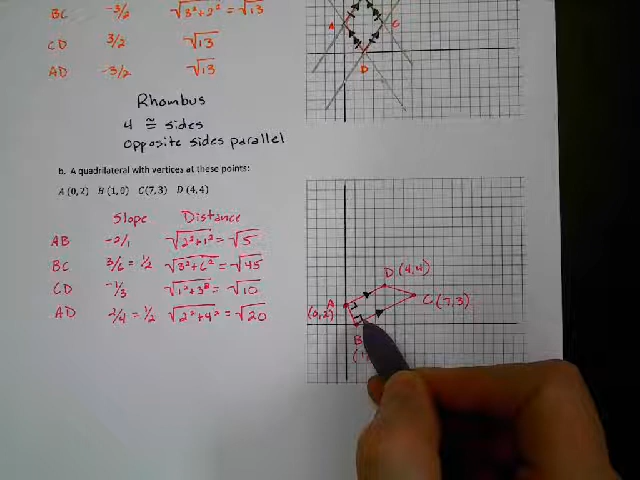 BC -3/2 √3²+2² = √13
A C
CD 3/2 √13
AD -3/2 √13
D
Rhombus
4 ≅ sides
opposite sides parallel
b. A quadrilateral with vertices at these points:
A (0,2) B (1,0) C(7,3) D (4,4)
Slope Distance
AB -2/1 √2²+1² = √5
BC 3/6 = 1/2 √3²+6² = √45
CD -1/3 √1²+3² = √10
AD 2/4 = 1/2 √2²+4² = √20
D (4,4)
A C(7,3)
(0,2)
B